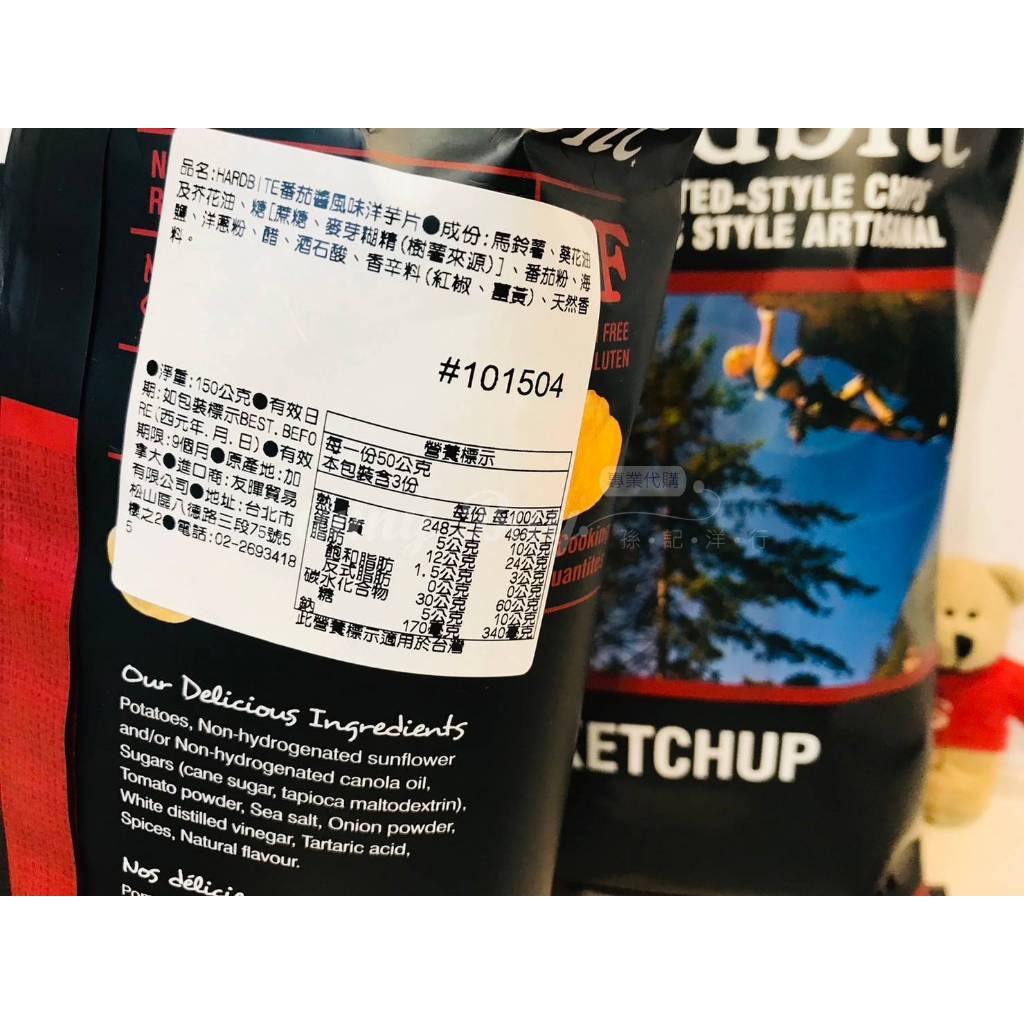 品名:HARDBITE番茄醬風味洋芋片●成份:馬鈴薯、葵花油
及芥花油、糖[蔗糖、麥芽糊精(樹薯來源)]、番茄粉、海
鹽、洋蔥粉、醋、酒石酸、香辛料(紅椒、薑黃)、天然香
料。
#101504
●淨重:150公克●有效日
期:如包裝標示BEST. BEFO
RE(西元年. 月. 日)●有效
期限:9個月●原產地:加
拿大●進口商:友暉貿易
有限公司●地址:台北市
松山區八德路三段75號5
樓之2●電話:02-2693418
5
營養標示
每一份50公克
本包裝含3份
每份 每100公克
熱量 248大卡 496大卡
蛋白質 5公克 10公克
脂肪 12公克 24公克
飽和脂肪 1.5公克 3公克
反式脂肪 0公克 0公克
碳水化合物 30公克 60公克
糖 5公克 10公克
鈉 170毫克 340毫克
此營養標示適用於台灣
FREE
LUTEN
Our Delicious Ingredients
Potatoes, Non-hydrogenated sunflower
and/or Non-hydrogenated canola oil,
Sugars (cane sugar, tapioca maltodextrin),
Tomato powder, Sea salt, Onion powder,
White distilled vinegar, Tartaric acid,
Spices, Natural flavour.
Nos délicie
TED-STYLE CHIPS
STYLE ARTISANAL
KETCHUP
專業代購
孫•記•洋•行